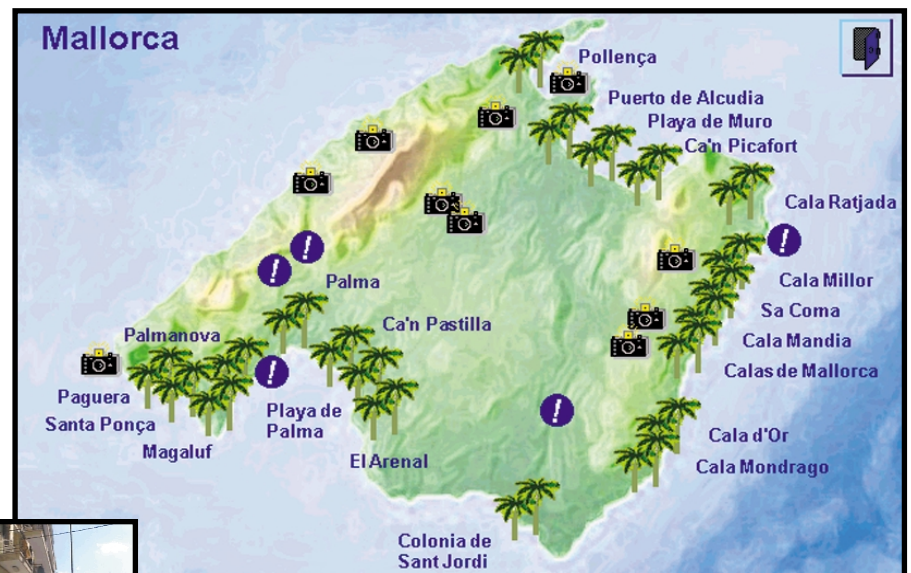 Mallorca
Pollença
Puerto de Alcudia
Playa de Muro
Ca'n Picafort
Cala Ratjada
Palma
Cala Millor
Ca'n Pastilla
Sa Coma
Palmanova
Cala Mandia
Calas de Mallorca
Paguera
Santa Ponça
Playa de
Palma
Magaluf
El Arenal
Cala d'Or
Cala Mondrago
Colonia de
Sant Jordi